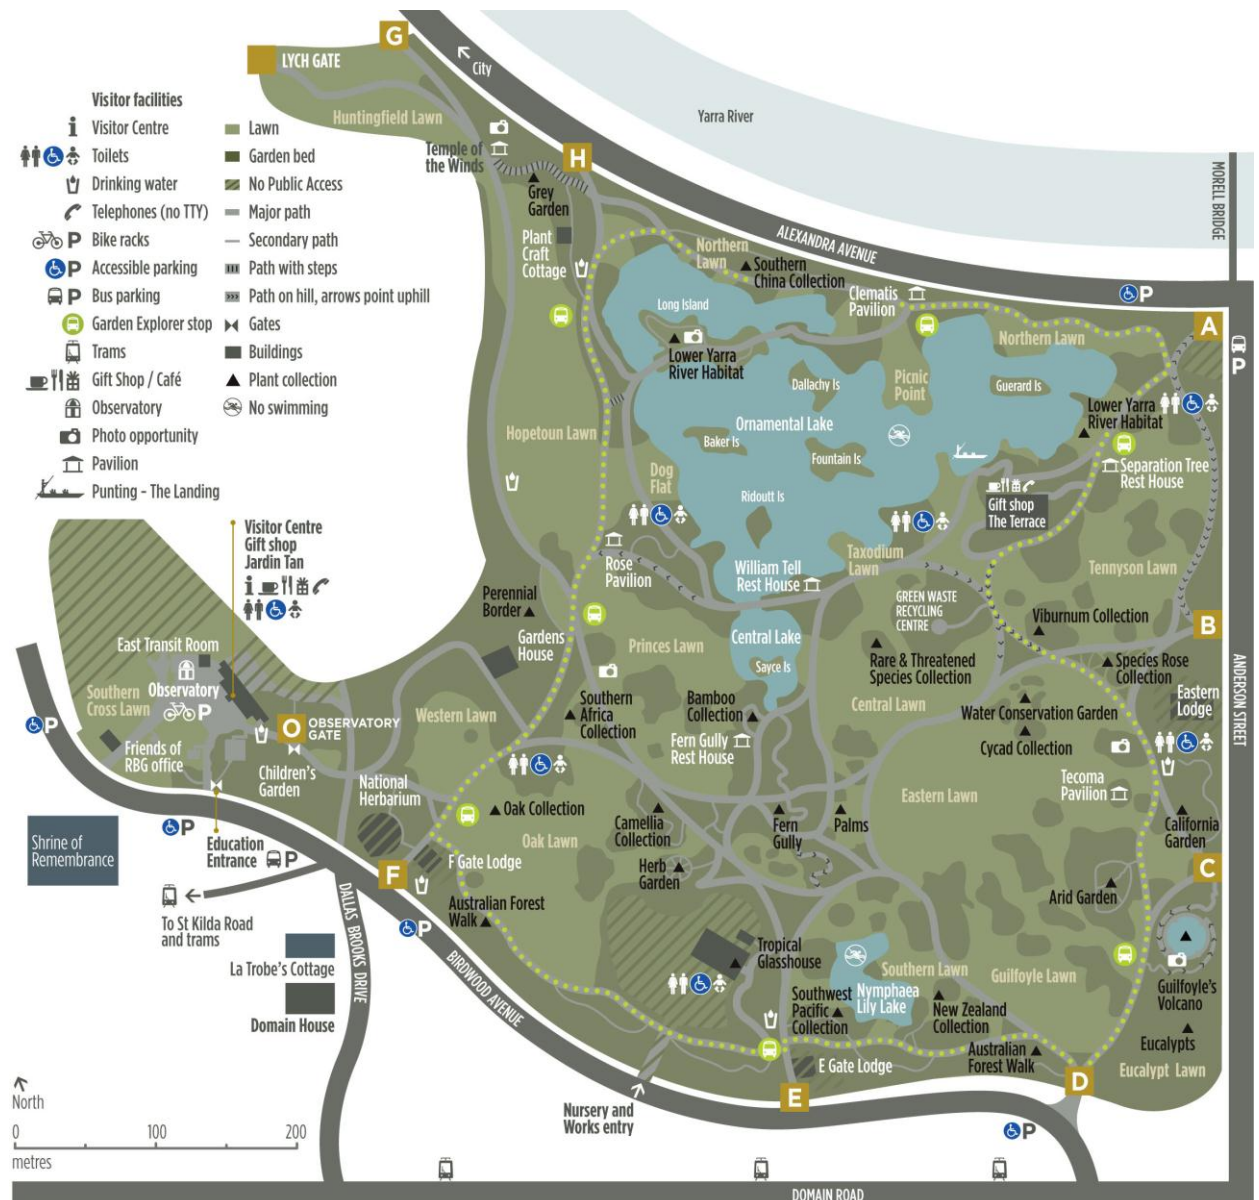 G
LYCH GATE
City
Yarra River
MORELL BRIDGE
Visitor facilities
Visitor Centre
Toilets
Drinking water
Telephones (no TTY)
P Bike racks
P Accessible parking
P Bus parking
Garden Explorer stop
Trams
Gift Shop / Café
Observatory
Photo opportunity
Pavilion
Punting – The Landing
Lawn
Garden bed
No Public Access
Major path
Secondary path
Path with steps
Path on hill, arrows point uphill
Gates
Buildings
Plant collection
No swimming
Huntingfield Lawn
Temple of
the Winds
H
Grey
Garden
Plant
Craft
Cottage
Northern
Lawn
Southern
China Collection
ALEXANDRA AVENUE
Clematis
Pavilion
P
A
P
Long Island
Lower Yarra
River Habitat
Northern Lawn
Dallachy Is
Picnic
Point
Guerard Is
Lower Yarra
River Habitat
Ornamental Lake
Baker Is
Fountain Is
Hopetoun Lawn
Dog
Flat
Ridoutt Is
Separation Tree
Rest House
Gift shop
The Terrace
Visitor Centre
Gift shop
Jardin Tan
Rose
Pavilion
William Tell
Rest House
Taxodium
Lawn
Tennyson Lawn
GREEN WASTE
RECYCLING
CENTRE
Viburnum Collection
B
Perennial
Border
Gardens
House
Princes Lawn
Central Lake
Sayce Is
Rare & Threatened
Species Collection
Species Rose
Collection
ANDERSON STREET
East Transit Room
Observatory
P
Southern
Cross Lawn
P
O
OBSERVATORY
GATE
Western Lawn
Southern
Africa
Collection
Bamboo
Collection
Fern Gully
Rest House
Central Lawn
Water Conservation Garden
Cycad Collection
Eastern
Lodge
Friends of
RBG office
Children's
Garden
National
Herbarium
Tecoma
Pavilion
Oak Collection
Oak Lawn
Camellia
Collection
Fern
Gully
Palms
Eastern Lawn
California
Garden
Shrine of
Remembrance
P
Education
Entrance
P
F
F Gate Lodge
Herb
Garden
Arid Garden
C
To St Kilda Road
and trams
DALLAS BROOKS DRIVE
Australian Forest
Walk
P
BIRDWOOD AVENUE
La Trobe's Cottage
Domain House
Tropical
Glasshouse
Southwest
Pacific
Collection
Nymphaea
Lily Lake
Southern Lawn
New Zealand
Collection
Guilfoyle Lawn
Guilfoyle's
Volcano
Eucalypts
Australian
Forest Walk
Eucalypt Lawn
E Gate Lodge
D
E
Nursery and
Works entry
P
North
0 100 200
metres
DOMAIN ROAD